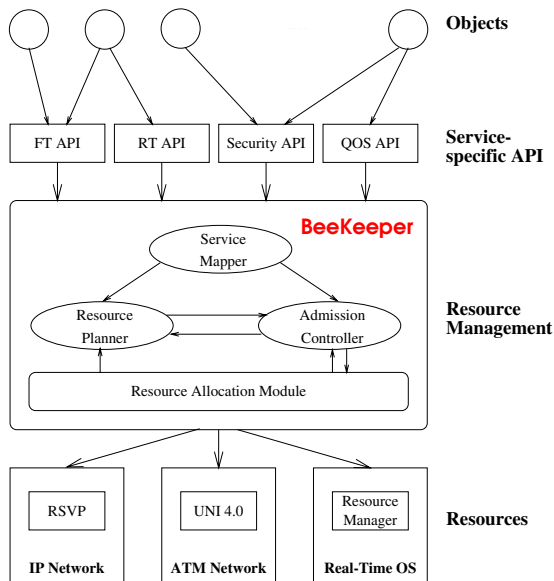 Objects
FT API
RT API
Security API
QOS API
Service-
specific API
BeeKeeper
Service
Mapper
Resource
Planner
Admission
Controller
Resource
Management
Resource Allocation Module
RSVP
UNI 4.0
Resource
Manager
Resources
IP Network
ATM Network
Real-Time OS